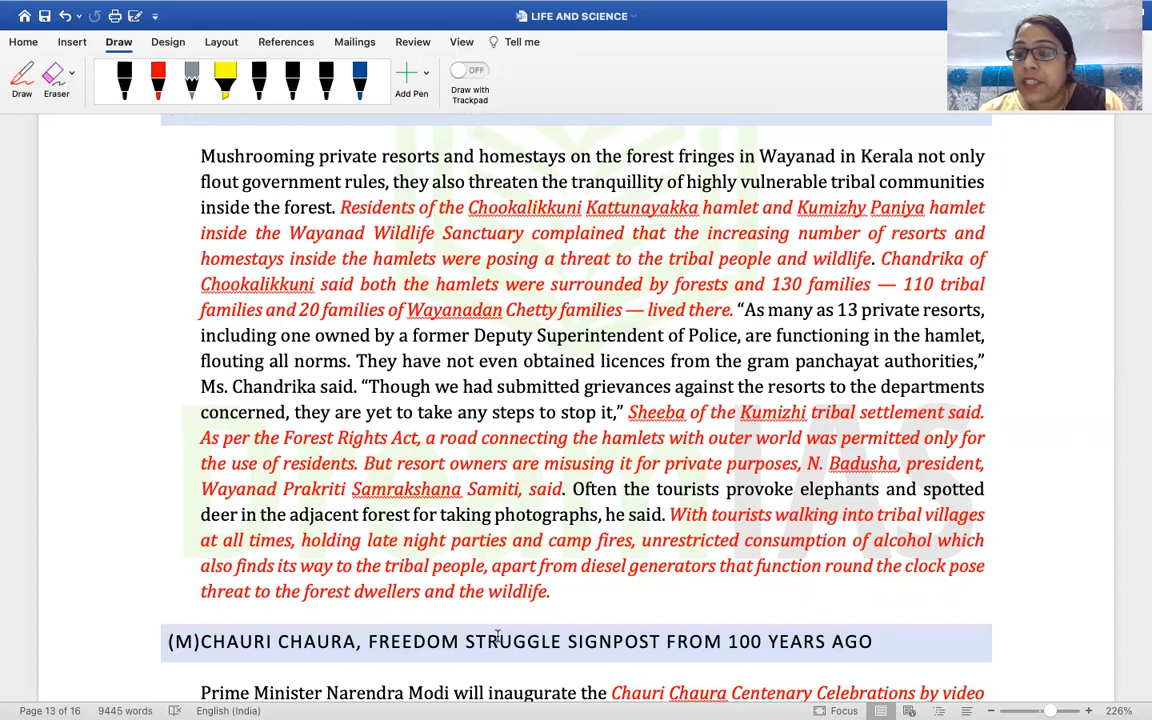 LIFE AND SCIENCE
Home Insert Draw Design Layout References Mailings Review View Tell me
Draw Eraser Add Pen OFF Draw with Trackpad
Mushrooming private resorts and homestays on the forest fringes in Wayanad in Kerala not only
flout government rules, they also threaten the tranquillity of highly vulnerable tribal communities
inside the forest. Residents of the Chookalikkuni Kattunayakka hamlet and Kumizhy Paniya hamlet
inside the Wayanad Wildlife Sanctuary complained that the increasing number of resorts and
homestays inside the hamlets were posing a threat to the tribal people and wildlife. Chandrika of
Chookalikkuni said both the hamlets were surrounded by forests and 130 families — 110 tribal
families and 20 families of Wayanadan Chetty families — lived there. “As many as 13 private resorts,
including one owned by a former Deputy Superintendent of Police, are functioning in the hamlet,
flouting all norms. They have not even obtained licences from the gram panchayat authorities,”
Ms. Chandrika said. “Though we had submitted grievances against the resorts to the departments
concerned, they are yet to take any steps to stop it,” Sheeba of the Kumizhi tribal settlement said.
As per the Forest Rights Act, a road connecting the hamlets with outer world was permitted only for
the use of residents. But resort owners are misusing it for private purposes, N. Badusha, president,
Wayanad Prakriti Samrakshana Samiti, said. Often the tourists provoke elephants and spotted
deer in the adjacent forest for taking photographs, he said. With tourists walking into tribal villages
at all times, holding late night parties and camp fires, unrestricted consumption of alcohol which
also finds its way to the tribal people, apart from diesel generators that function round the clock pose
threat to the forest dwellers and the wildlife.
(M)CHAURI CHAURA, FREEDOM STRUGGLE SIGNPOST FROM 100 YEARS AGO
Prime Minister Narendra Modi will inaugurate the Chauri Chaura Centenary Celebrations by video
Page 13 of 16 9445 words English (India) Focus 226%